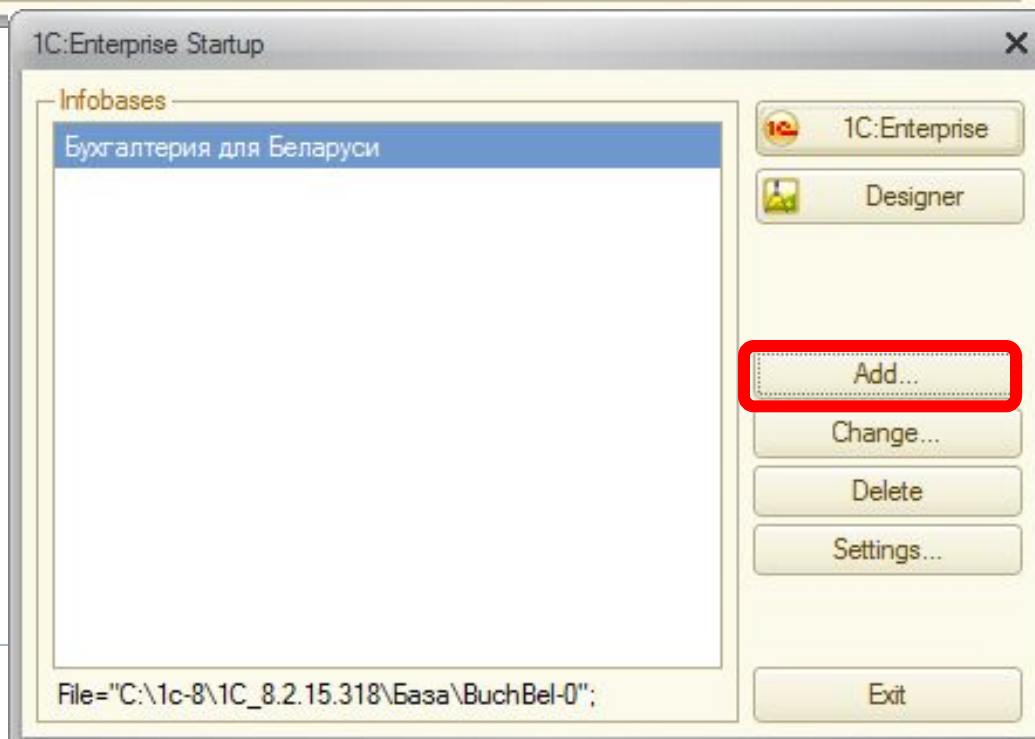 1C:Enterprise Startup
Infobases
Бухгалтерия для Беларуси
1C:Enterprise
Designer
Add...
Change...
Delete
Settings...
File="C:\1c-8\1C_8.2.15.318\База\BuchBel-0";
Exit